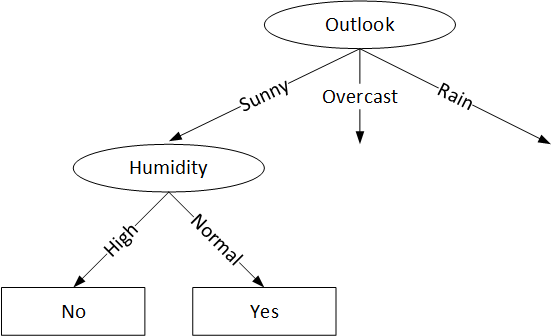 Outlook
Sunny
Overcast
Rain
Humidity
High
Normal
No
Yes